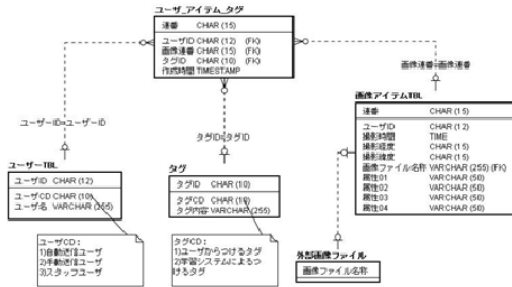 ユーザ_アイテム_タグ
連番 CHAR (15)
ユーザID CHAR (12) (FK)
画像連番 CHAR (15) (FK)
タグID CHAR (10) (FK)
作成時間 TIMESTAMP
ユーザーID=ユーザーID
タグID=タグID
画像連番=画像連番
ユーザーTBL
ユーザID CHAR (12)
ユーザCD CHAR (10)
ユーザ名 VARCHAR (255)
ユーザCD：
1)自動送信ユーザ
2)手動送信ユーザ
3)スタッフユーザ
タグ
タグID CHAR (10)
タグCD CHAR (10)
タグ内容 VARCHAR (255)
タグCD：
1)ユーザからつけるタグ
2)学習システムによるつ
けるタグ
画像アイテムTBL
連番 CHAR (15)
ユーザID CHAR (12)
撮影時間 TIME
撮影経度 CHAR (15)
撮影緯度 CHAR (15)
画像ファイル名称 VARCHAR (255) (FK)
属性01 VARCHAR (50)
属性02 VARCHAR (50)
属性03 VARCHAR (50)
属性04 VARCHAR (50)
外部画像ファイル
画像ファイル名称